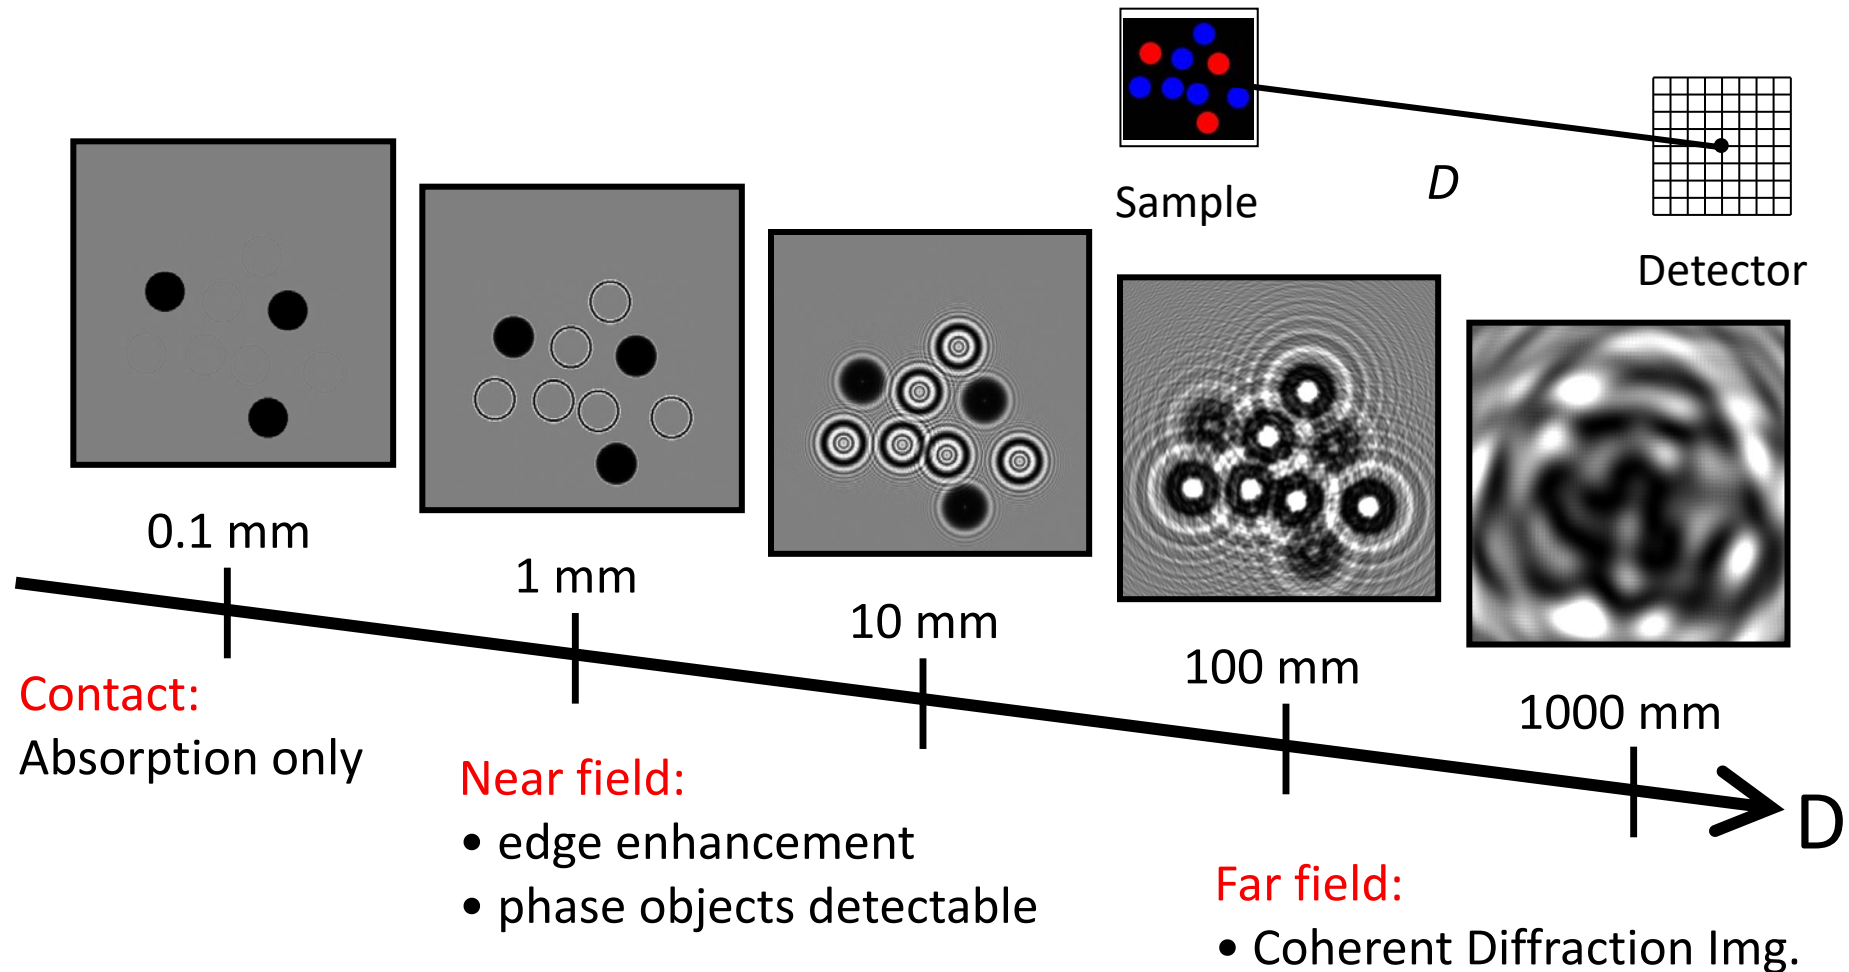 Sample
D
Detector
0.1 mm
1 mm
10 mm
100 mm
1000 mm
D
Contact:
Absorption only
Near field:
• edge enhancement
• phase objects detectable
Far field:
• Coherent Diffraction Img.